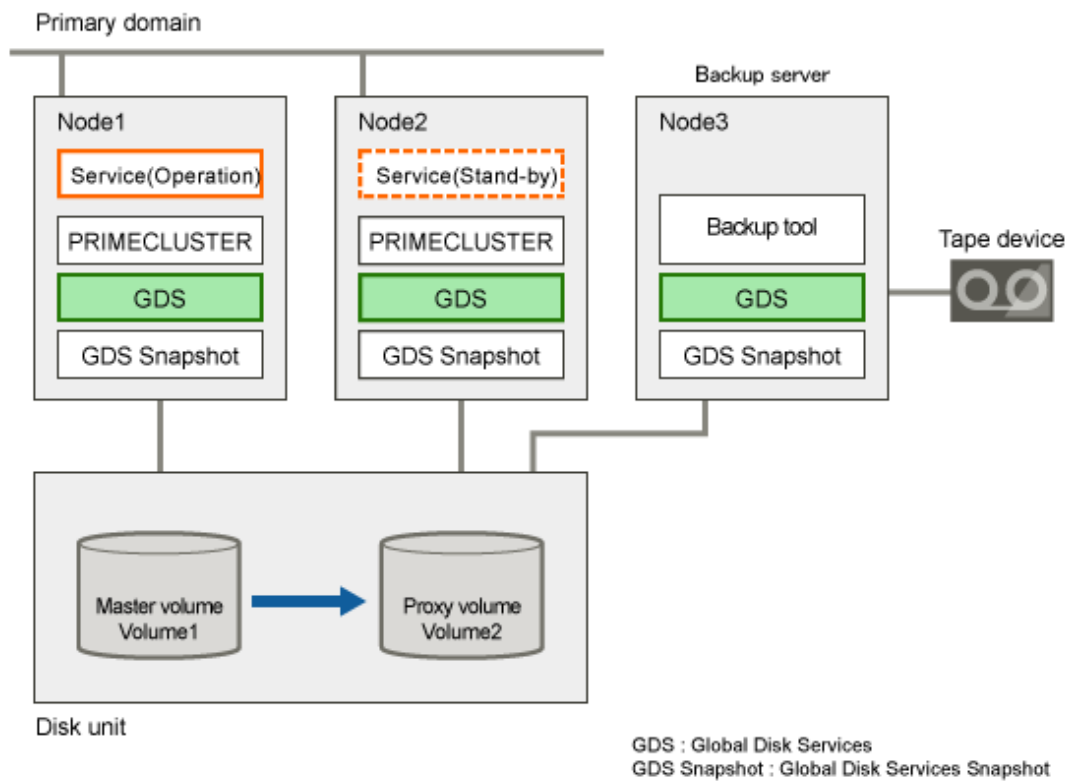 Primary domain
Backup server
Node1
Service(Operation)
PRIMECLUSTER
GDS
GDS Snapshot
Node2
Service(Stand-by)
PRIMECLUSTER
GDS
GDS Snapshot
Node3
Backup tool
GDS
GDS Snapshot
Tape device
Master volume
Volume1
Proxy volume
Volume2
Disk unit
GDS : Global Disk Services
GDS Snapshot : Global Disk Services Snapshot